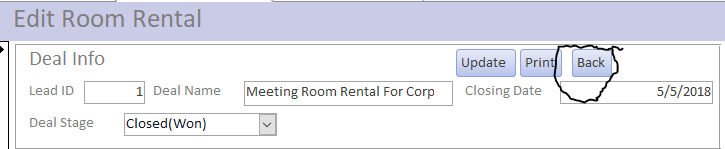 Edit Room Rental
Deal Info Update Print Back
Lead ID 1 Deal Name Meeting Room Rental For Corp Closing Date 5/5/2018
Deal Stage Closed(Won)